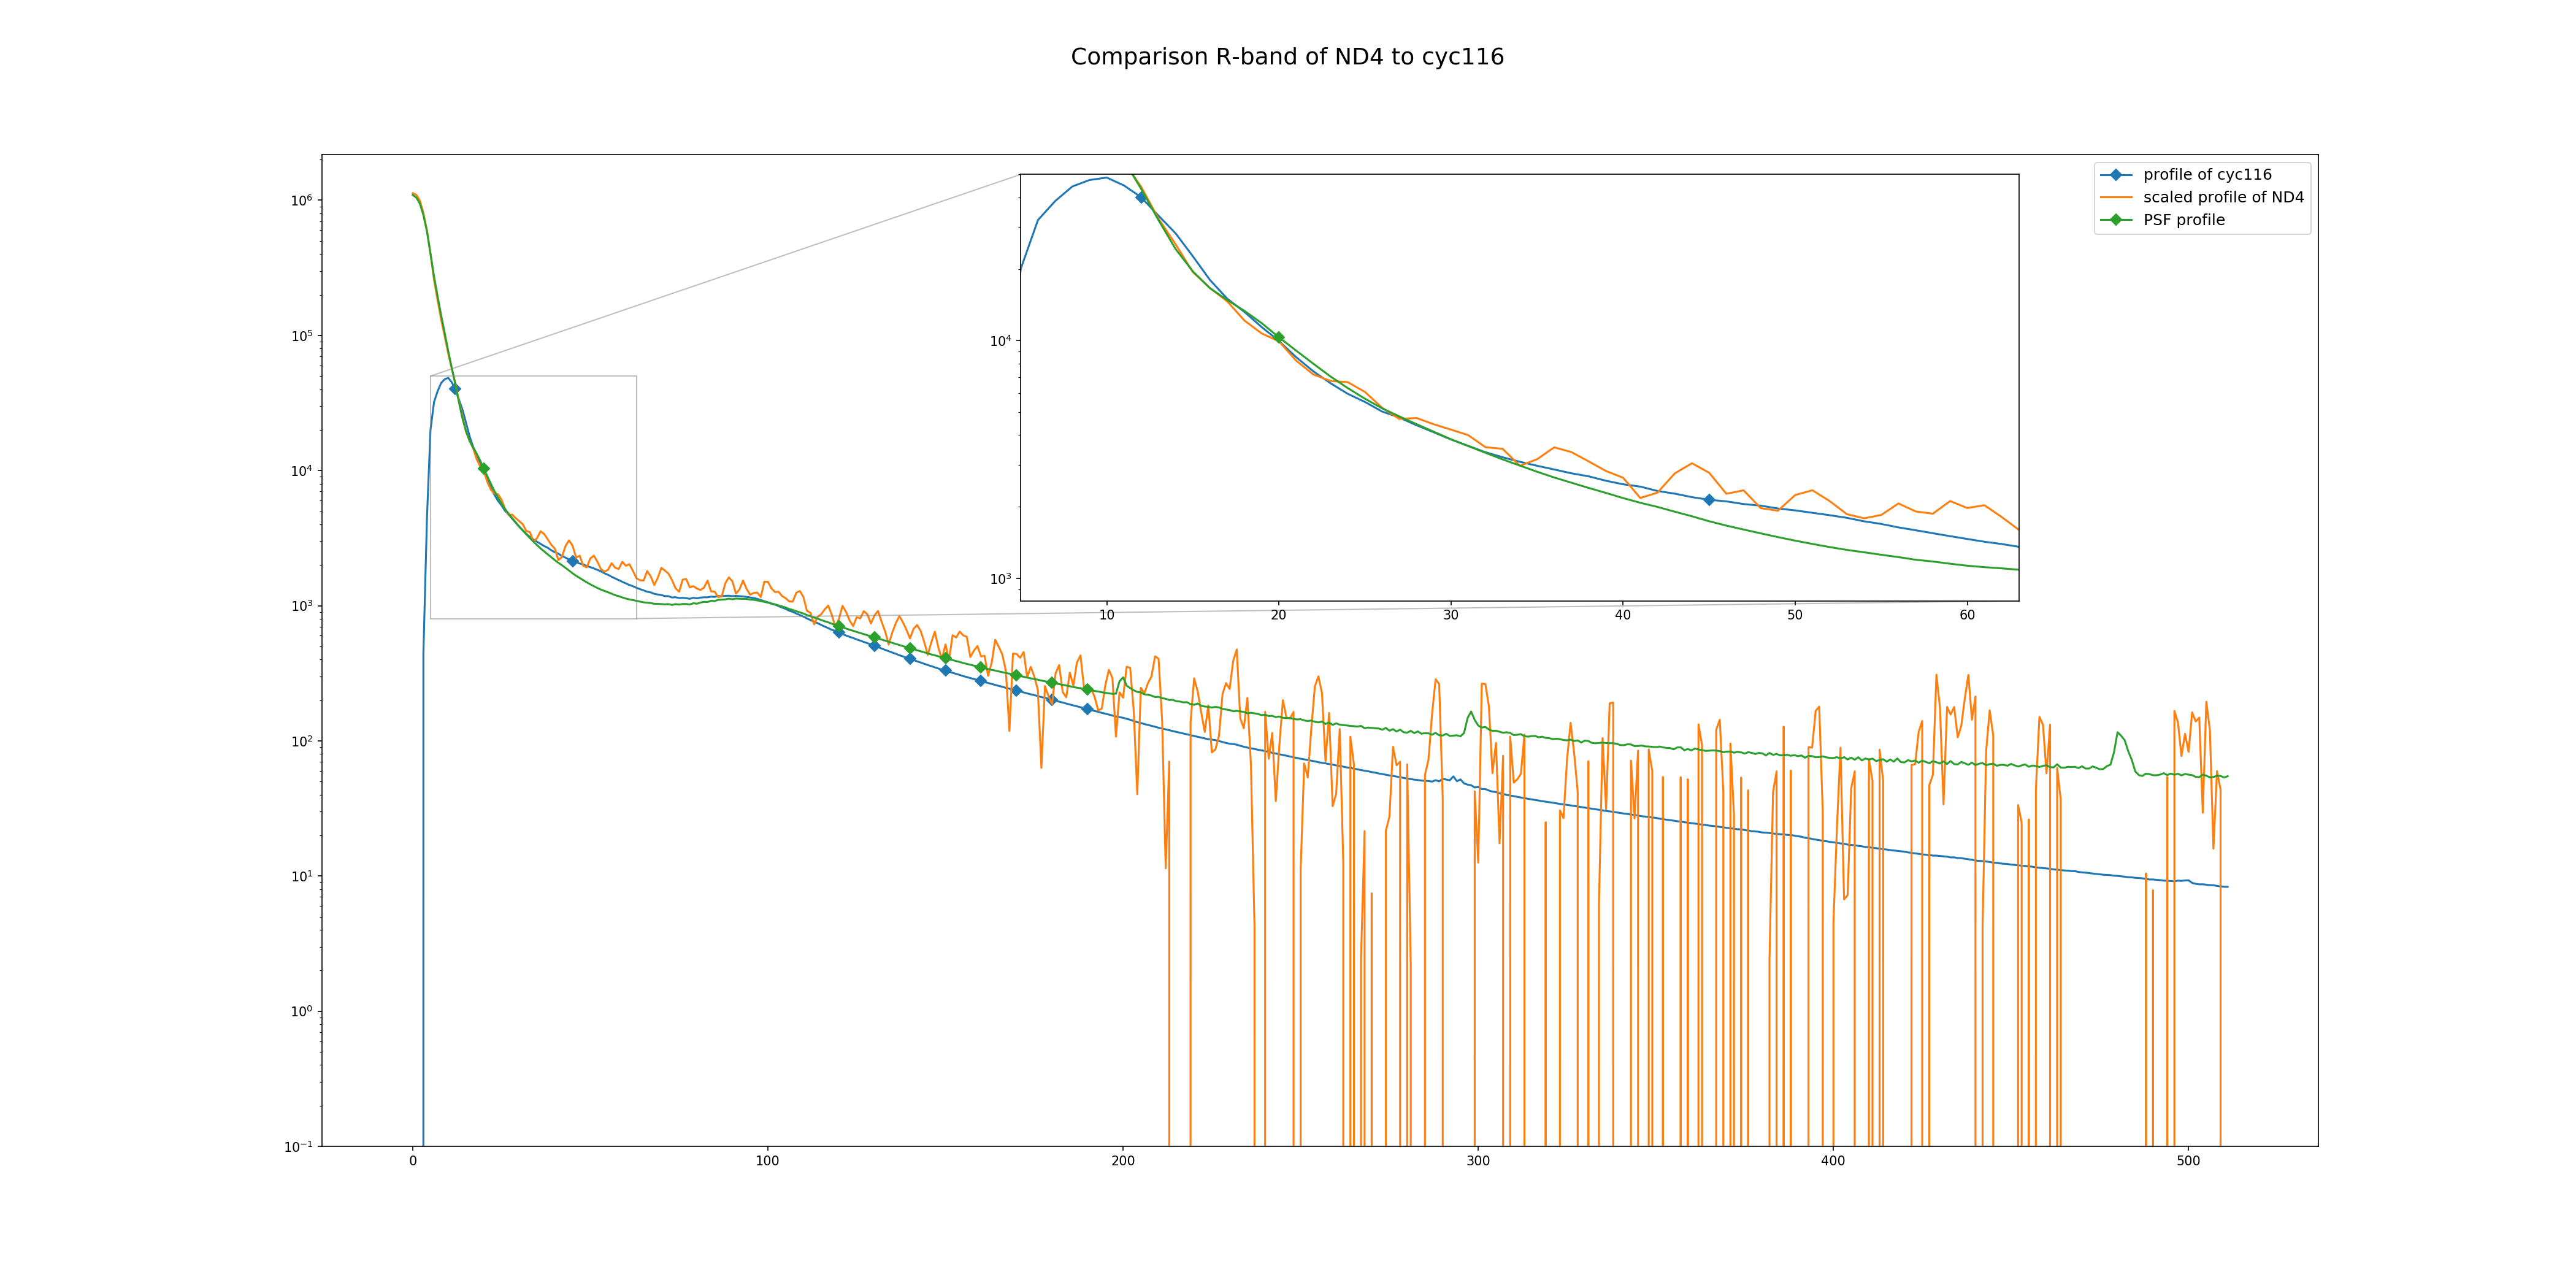 Comparison R-band of ND4 to cyc116
profile of cyc116
scaled profile of ND4
PSF profile
10⁶
10⁵
10⁴
10³
10²
10¹
10⁰
10⁻¹
10⁴
10³
10 20 30 40 50 60
0 100 200 300 400 500